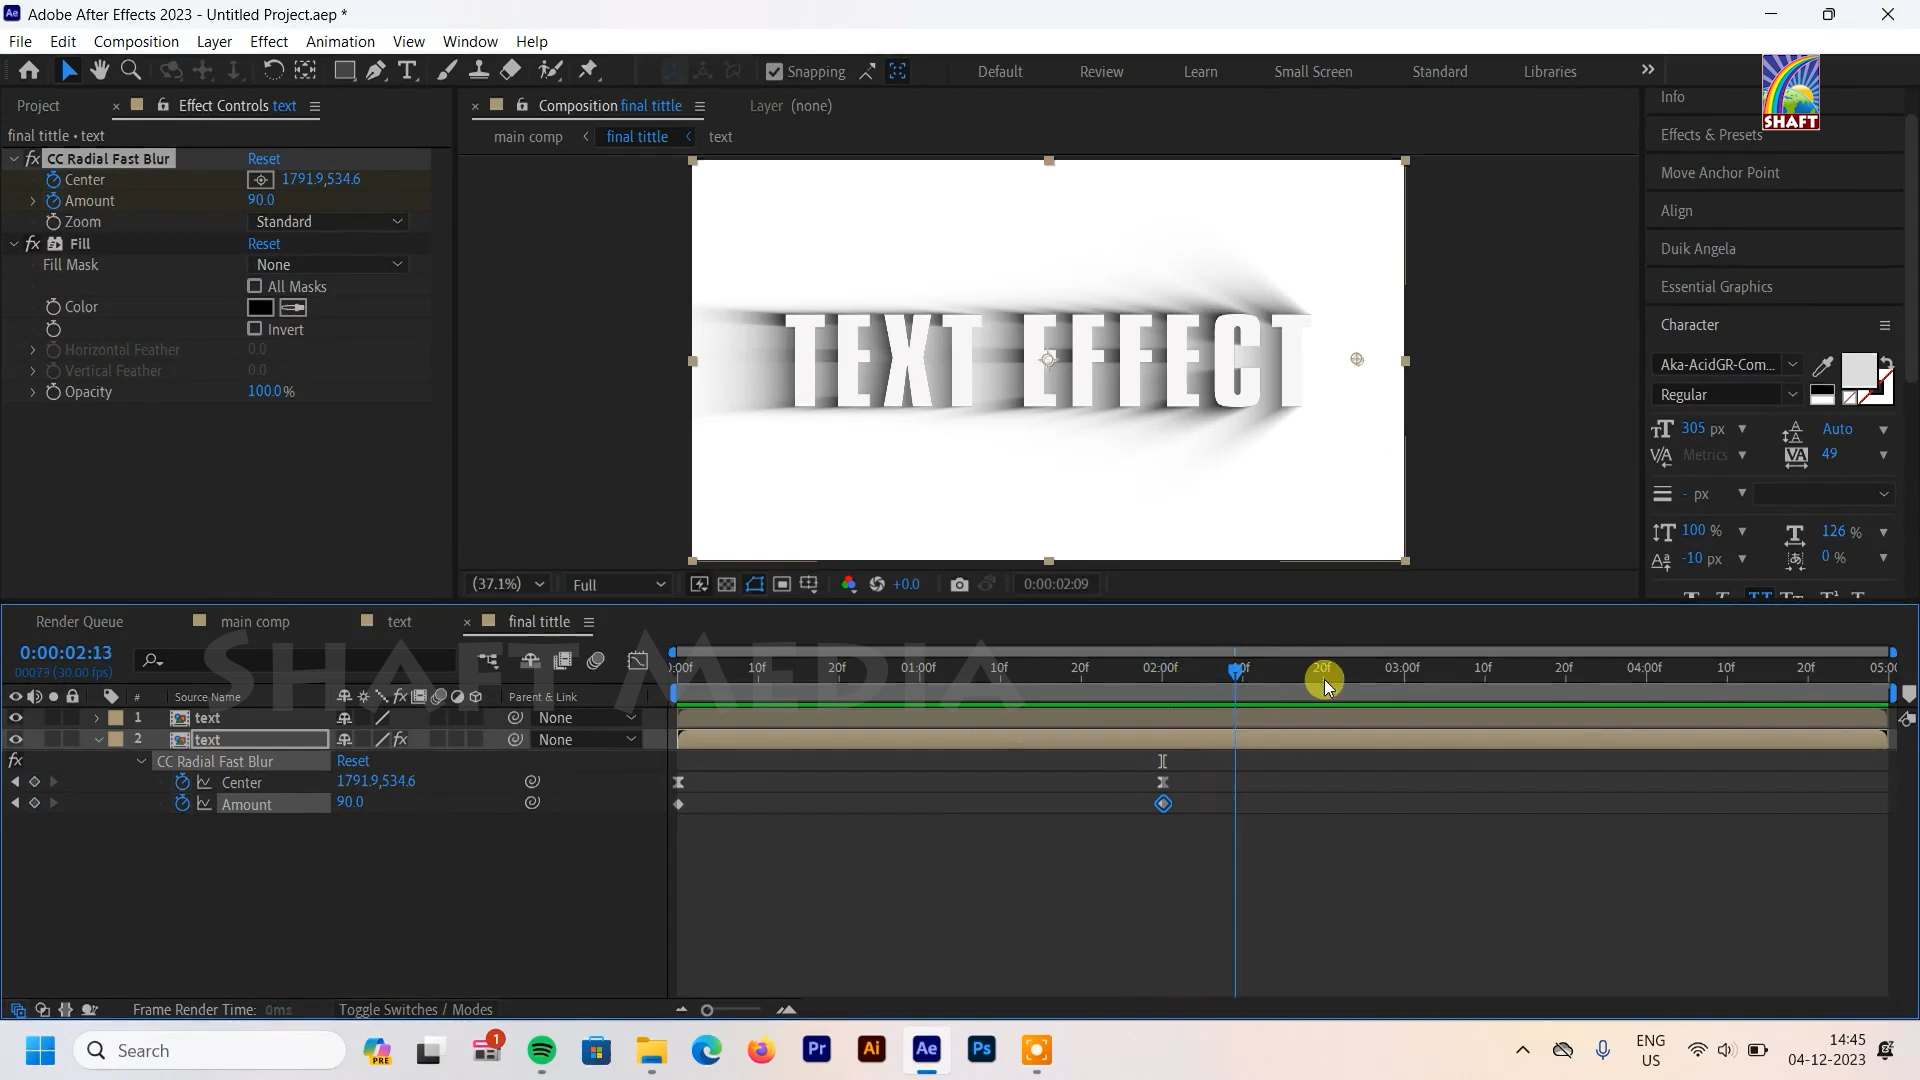 Adobe After Effects 2023 - Untitled Project.aep *
File Edit Composition Layer Effect Animation View Window Help
Snapping Default Review Learn Small Screen Standard Libraries
SHAFT
Project Effect Controls text
Composition final tittle Layer (none)
final tittle • text
main comp final tittle text
CC Radial Fast Blur Reset
Center 1791.9,534.6
Amount 90.0
Zoom Standard
Fill Reset
Fill Mask None
All Masks
Color
Invert
Horizontal Feather 0.0
Vertical Feather 0.0
Opacity 100.0%
TEXT EFFECT
(37.1%) Full +0.0 0:00:02:09
Info
Effects & Presets
Move Anchor Point
Align
Duik Angela
Essential Graphics
Character
Aka-AcidGR-Com...
Regular
305 px Auto
Metrics 49
- px
100 % 126 %
-10 px 0 %
Render Queue main comp text final tittle
SHAFT MEDIA
0:00:02:13
00073 (30.00 fps)
:00f 10f 20f 01:00f 10f 20f 02:00f 20f 03:00f 10f 20f 04:00f 10f 20f 05:00
# Source Name Parent & Link
1 text None
2 text None
CC Radial Fast Blur Reset
Center 1791.9,534.6
Amount 90.0
Frame Render Time: 0ms Toggle Switches / Modes
Search
PRE
1
Pr Ai Ae Ps
ENG
US
14:45
04-12-2023